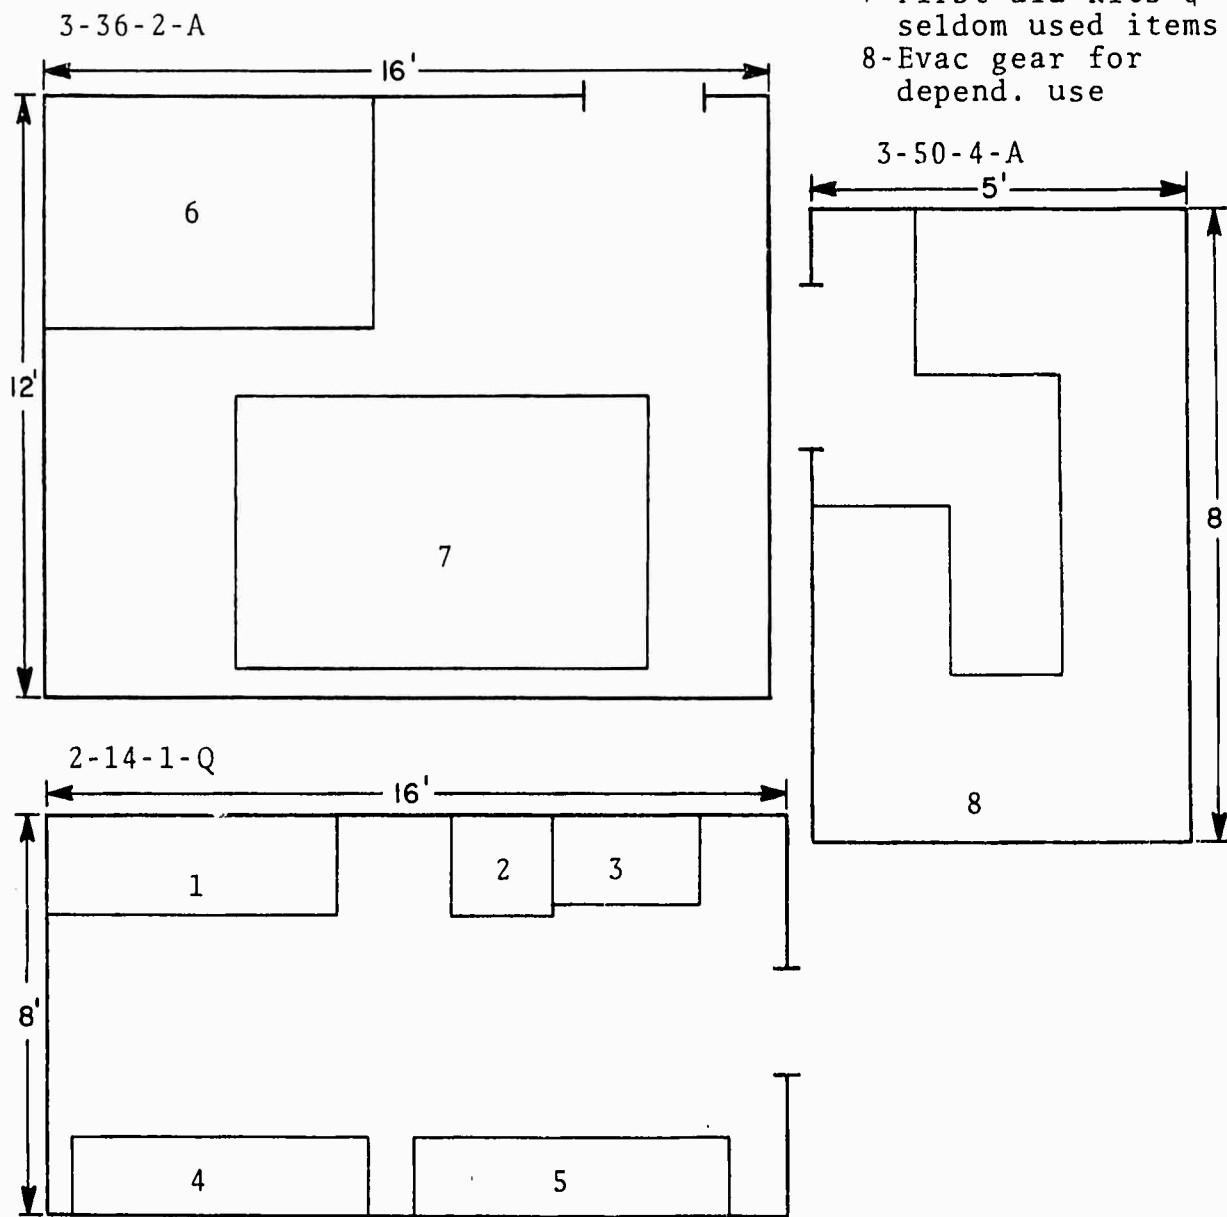 seldom used items
8-Evac gear for
depend. use
3-36-2-A
16'
6
12'
7
3-50-4-A
5'
8
8
2-14-1-Q
16'
1
2
3
8'
4
5